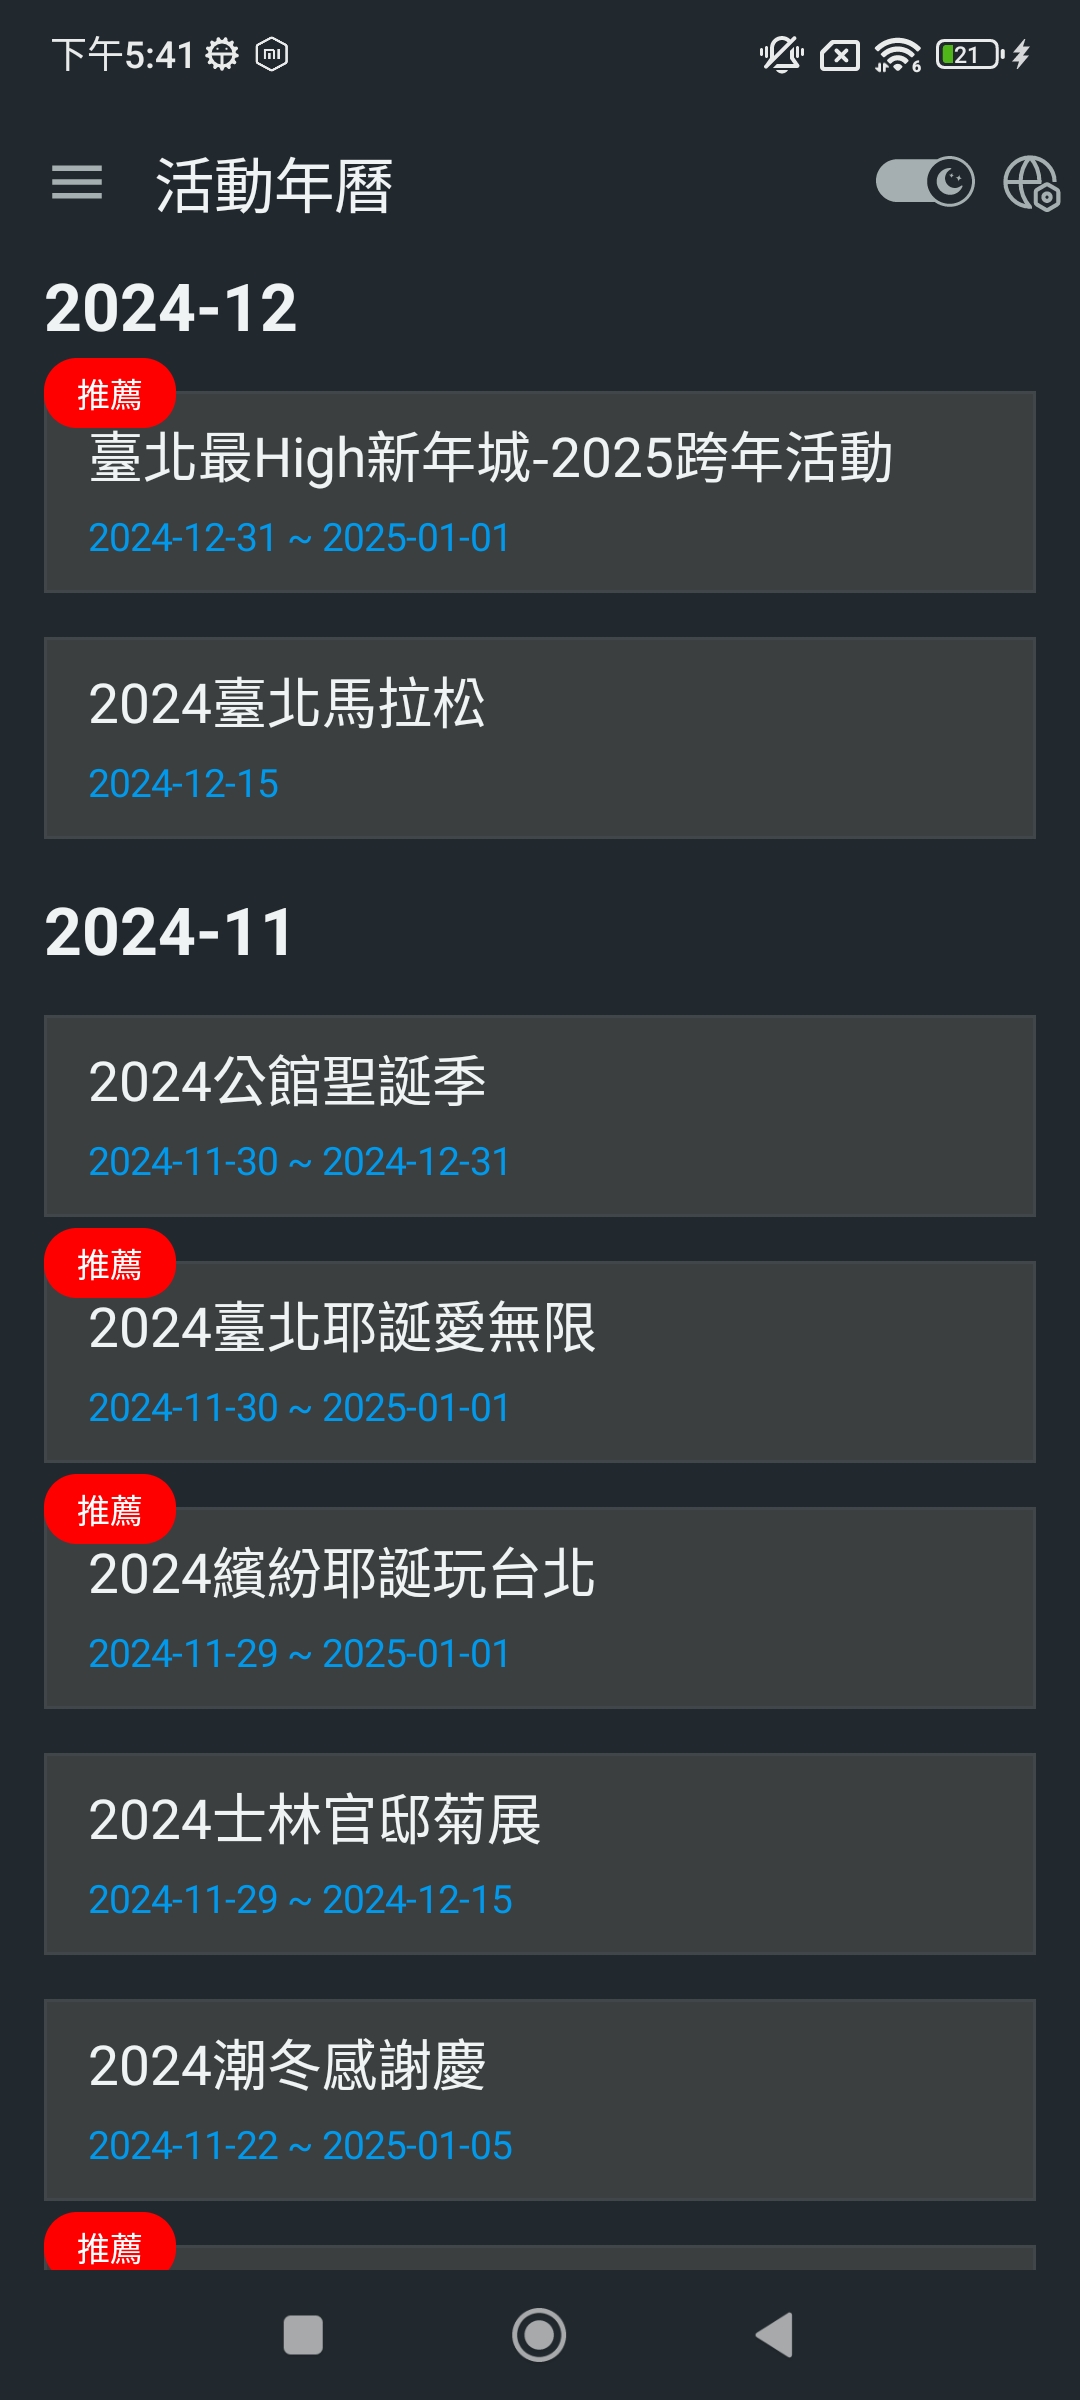 下午5:41
21
活動年曆
2024-12
推薦
臺北最High新年城-2025跨年活動
2024-12-31 ~ 2025-01-01
2024臺北馬拉松
2024-12-15
2024-11
2024公館聖誕季
2024-11-30 ~ 2024-12-31
推薦
2024臺北耶誕愛無限
2024-11-30 ~ 2025-01-01
推薦
2024繽紛耶誕玩台北
2024-11-29 ~ 2025-01-01
2024士林官邸菊展
2024-11-29 ~ 2024-12-15
2024潮冬感謝慶
2024-11-22 ~ 2025-01-05
推薦